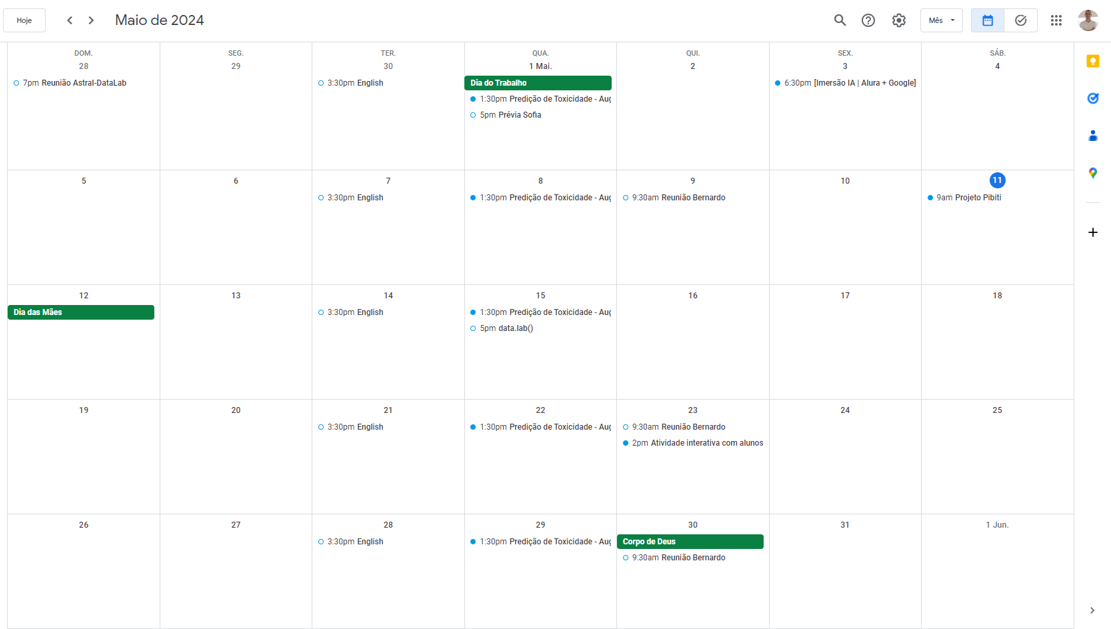 Hoje
Maio de 2024
Mês
DOM. SEG. TER. QUA. QUI. SEX. SÁB.
28 29 30 1 Mai. 2 3 4
7pm Reunião Astral-DataLab
3:30pm English
Dia do Trabalho
1:30pm Predição de Toxicidade - Aug
5pm Prévia Sofia
6:30pm [Imersão IA | Alura + Google]
5 6 7 8 9 10 11
3:30pm English
1:30pm Predição de Toxicidade - Aug
9:30am Reunião Bernardo
9am Projeto Pibiti
12 13 14 15 16 17 18
Dia das Mães
3:30pm English
1:30pm Predição de Toxicidade - Aug
5pm data.lab()
19 20 21 22 23 24 25
3:30pm English
1:30pm Predição de Toxicidade - Aug
9:30am Reunião Bernardo
2pm Atividade interativa com alunos
26 27 28 29 30 31 1 Jun.
3:30pm English
1:30pm Predição de Toxicidade - Aug
Corpo de Deus
9:30am Reunião Bernardo